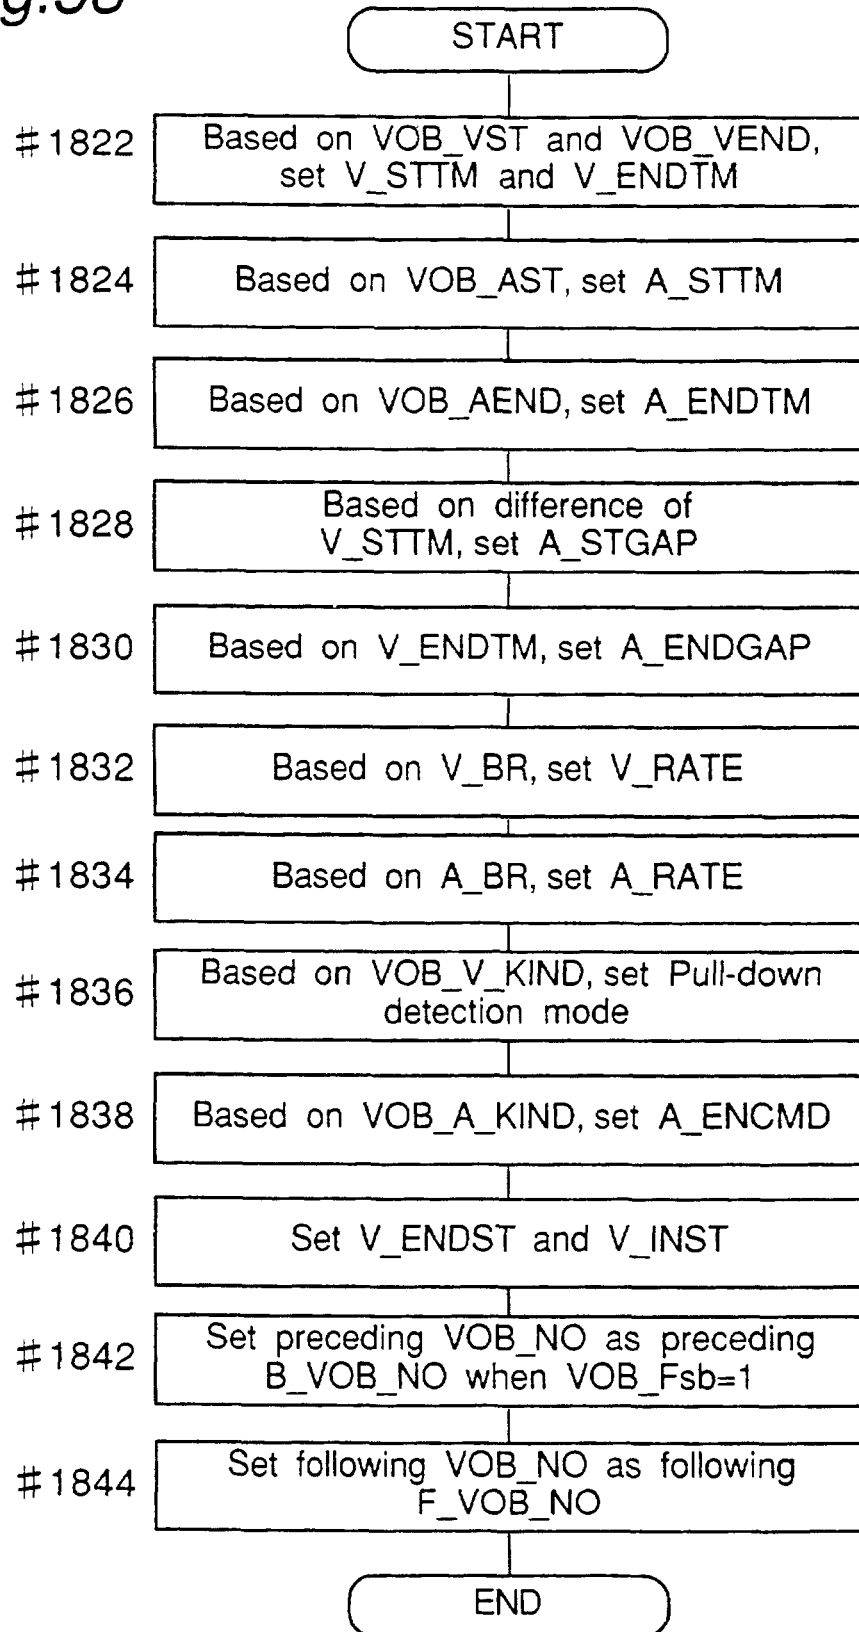 START
#1822
Based on VOB_VST and VOB_VEND,
set V_STTM and V_ENDTM
#1824
Based on VOB_AST, set A_STTM
#1826
Based on VOB_AEND, set A_ENDTM
#1828
Based on difference of
V_STTM, set A_STGAP
#1830
Based on V_ENDTM, set A_ENDGAP
#1832
Based on V_BR, set V_RATE
#1834
Based on A_BR, set A_RATE
#1836
Based on VOB_V_KIND, set Pull-down
detection mode
#1838
Based on VOB_A_KIND, set A_ENCMD
#1840
Set V_ENDST and V_INST
#1842
Set preceding VOB_NO as preceding
B_VOB_NO when VOB_Fsb=1
#1844
Set following VOB_NO as following
F_VOB_NO
END